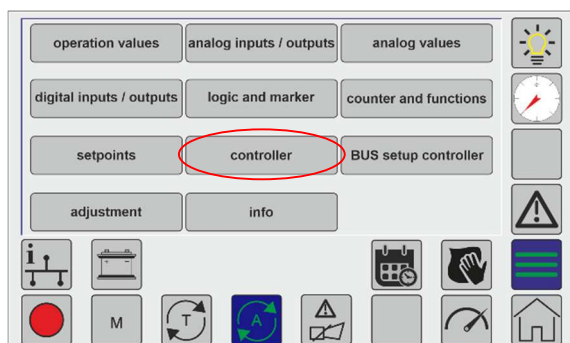 operation values
analog inputs / outputs
analog values
digital inputs / outputs
logic and marker
counter and functions
setpoints
controller
BUS setup controller
adjustment
info
i
M
T
A